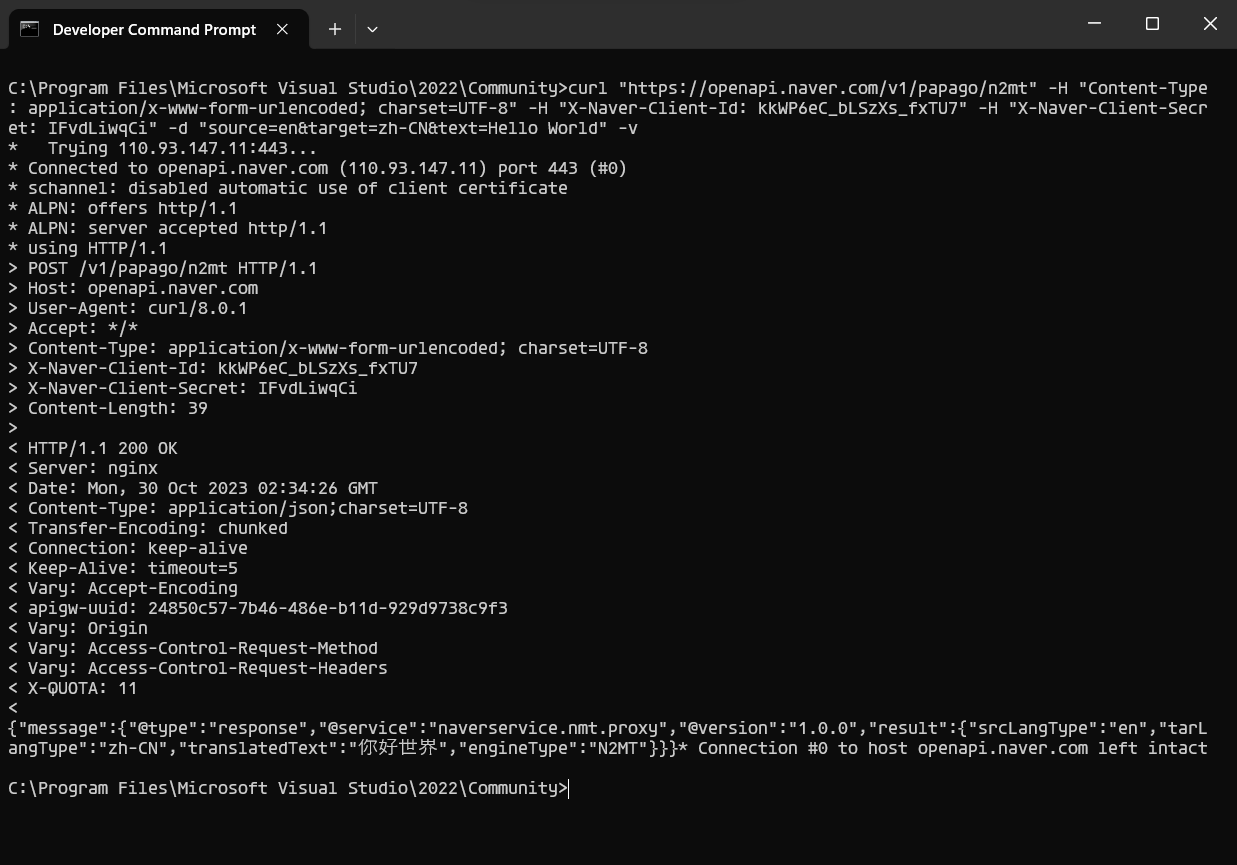 Developer Command Prompt
C:\Program Files\Microsoft Visual Studio\2022\Community>curl "https://openapi.naver.com/v1/papago/n2mt" -H "Content-Type
: application/x-www-form-urlencoded; charset=UTF-8" -H "X-Naver-Client-Id: kkWP6eC_bLSzXs_fxTU7" -H "X-Naver-Client-Secr
et: IFvdLiwqCi" -d "source=en&target=zh-CN&text=Hello World" -v
*   Trying 110.93.147.11:443...
* Connected to openapi.naver.com (110.93.147.11) port 443 (#0)
* schannel: disabled automatic use of client certificate
* ALPN: offers http/1.1
* ALPN: server accepted http/1.1
* using HTTP/1.1
> POST /v1/papago/n2mt HTTP/1.1
> Host: openapi.naver.com
> User-Agent: curl/8.0.1
> Accept: */*
> Content-Type: application/x-www-form-urlencoded; charset=UTF-8
> X-Naver-Client-Id: kkWP6eC_bLSzXs_fxTU7
> X-Naver-Client-Secret: IFvdLiwqCi
> Content-Length: 39
>
< HTTP/1.1 200 OK
< Server: nginx
< Date: Mon, 30 Oct 2023 02:34:26 GMT
< Content-Type: application/json;charset=UTF-8
< Transfer-Encoding: chunked
< Connection: keep-alive
< Keep-Alive: timeout=5
< Vary: Accept-Encoding
< apigw-uuid: 24850c57-7b46-486e-b11d-929d9738c9f3
< Vary: Origin
< Vary: Access-Control-Request-Method
< Vary: Access-Control-Request-Headers
< X-QUOTA: 11
<
{"message":{"@type":"response","@service":"naverservice.nmt.proxy","@version":"1.0.0","result":{"srcLangType":"en","tarL
angType":"zh-CN","translatedText":"你好世界","engineType":"N2MT"}}}* Connection #0 to host openapi.naver.com left intact
C:\Program Files\Microsoft Visual Studio\2022\Community>